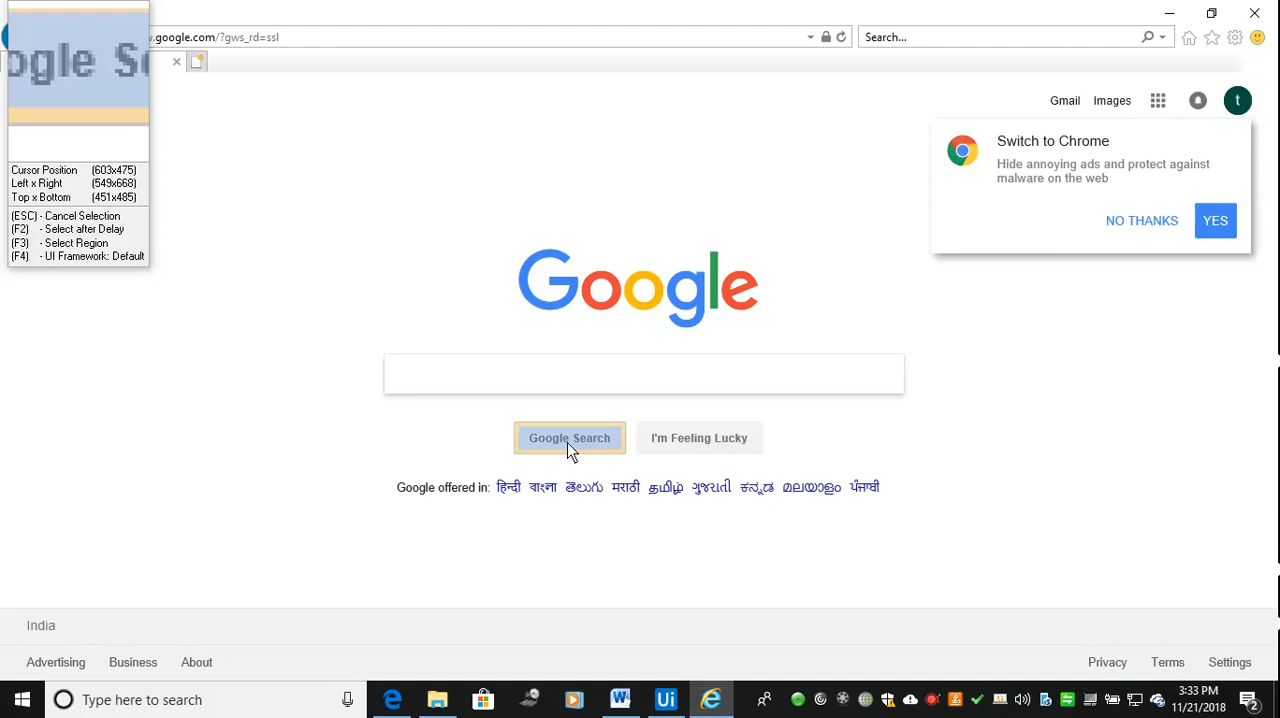 ogle S
.google.com/?gws_rd=ssl
Search...
Cursor Position (603x475)
Left x Right (549x668)
Top x Bottom (451x485)
(ESC) - Cancel Selection
(F2) - Select after Delay
(F3) - Select Region
(F4) - UI Framework: Default
Gmail Images t
Switch to Chrome
Hide annoying ads and protect against
malware on the web
NO THANKS YES
Google
Google Search I'm Feeling Lucky
Google offered in: हिन्दी বাংলা తెలుగు मराठी தமிழ் ગુજરાતી ಕನ್ನಡ മലയാളം ਪੰਜਾਬੀ
India
Advertising Business About Privacy Terms Settings
Type here to search
Ui
3:33 PM
11/21/2018
2